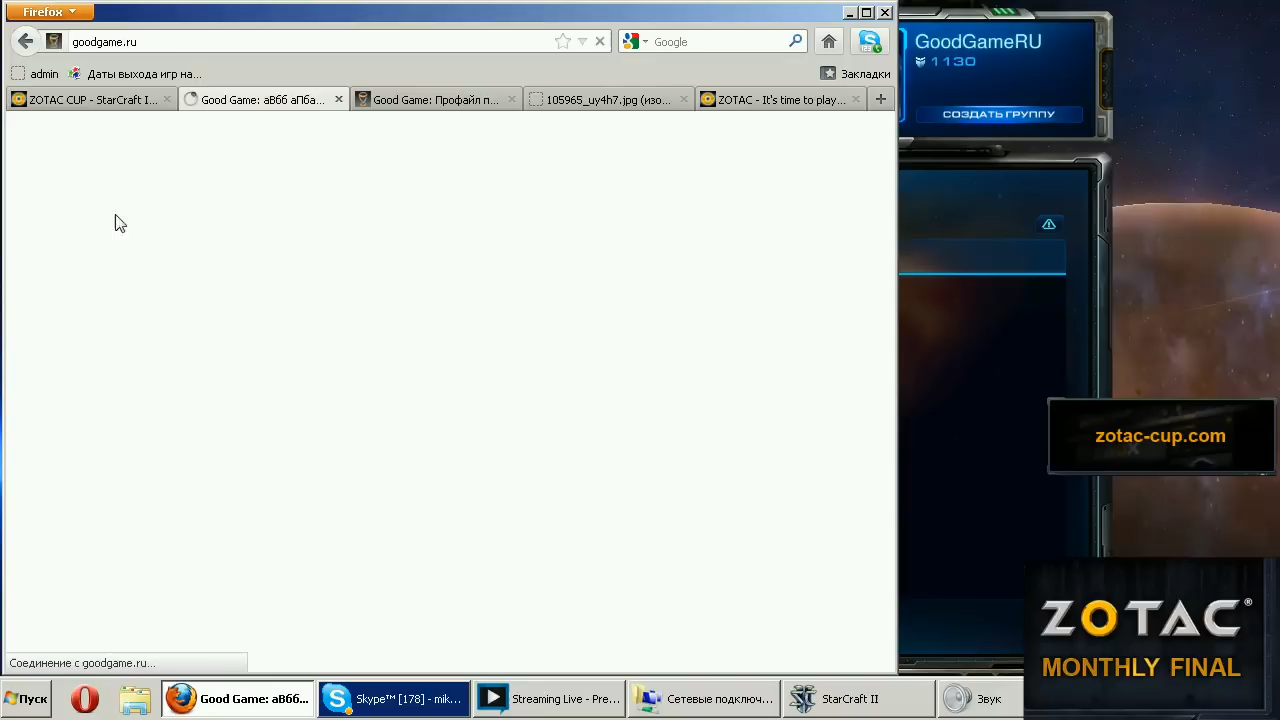 Firefox
goodgame.ru
Google
admin
Даты выхода игр на...
Закладки
ZOTAC CUP - StarCraft I...
Good Game: аВбб аПба...
Good Game: Профайл п...
105965_uy4h7.jpg (изо...
ZOTAC - It's time to play...
GoodGameRU
1130
СОЗДАТЬ ГРУППУ
zotac-cup.com
ZOTAC®
MONTHLY FINAL
Соединение с goodgame.ru...
Пуск
Good Game: аВбб...
Skype™ [178] - mik...
Streaming Live - Pre...
Сетевые подключ...
StarCraft II
Звук